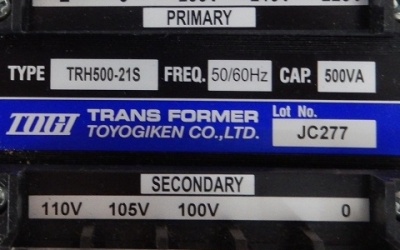 PRIMARY
TYPE TRH500-21S FREQ. 50/60Hz CAP. 500VA
TOGI TRANS FORMER Lot No.
TOYOGIKEN CO.,LTD. JC277
SECONDARY
110V 105V 100V 0